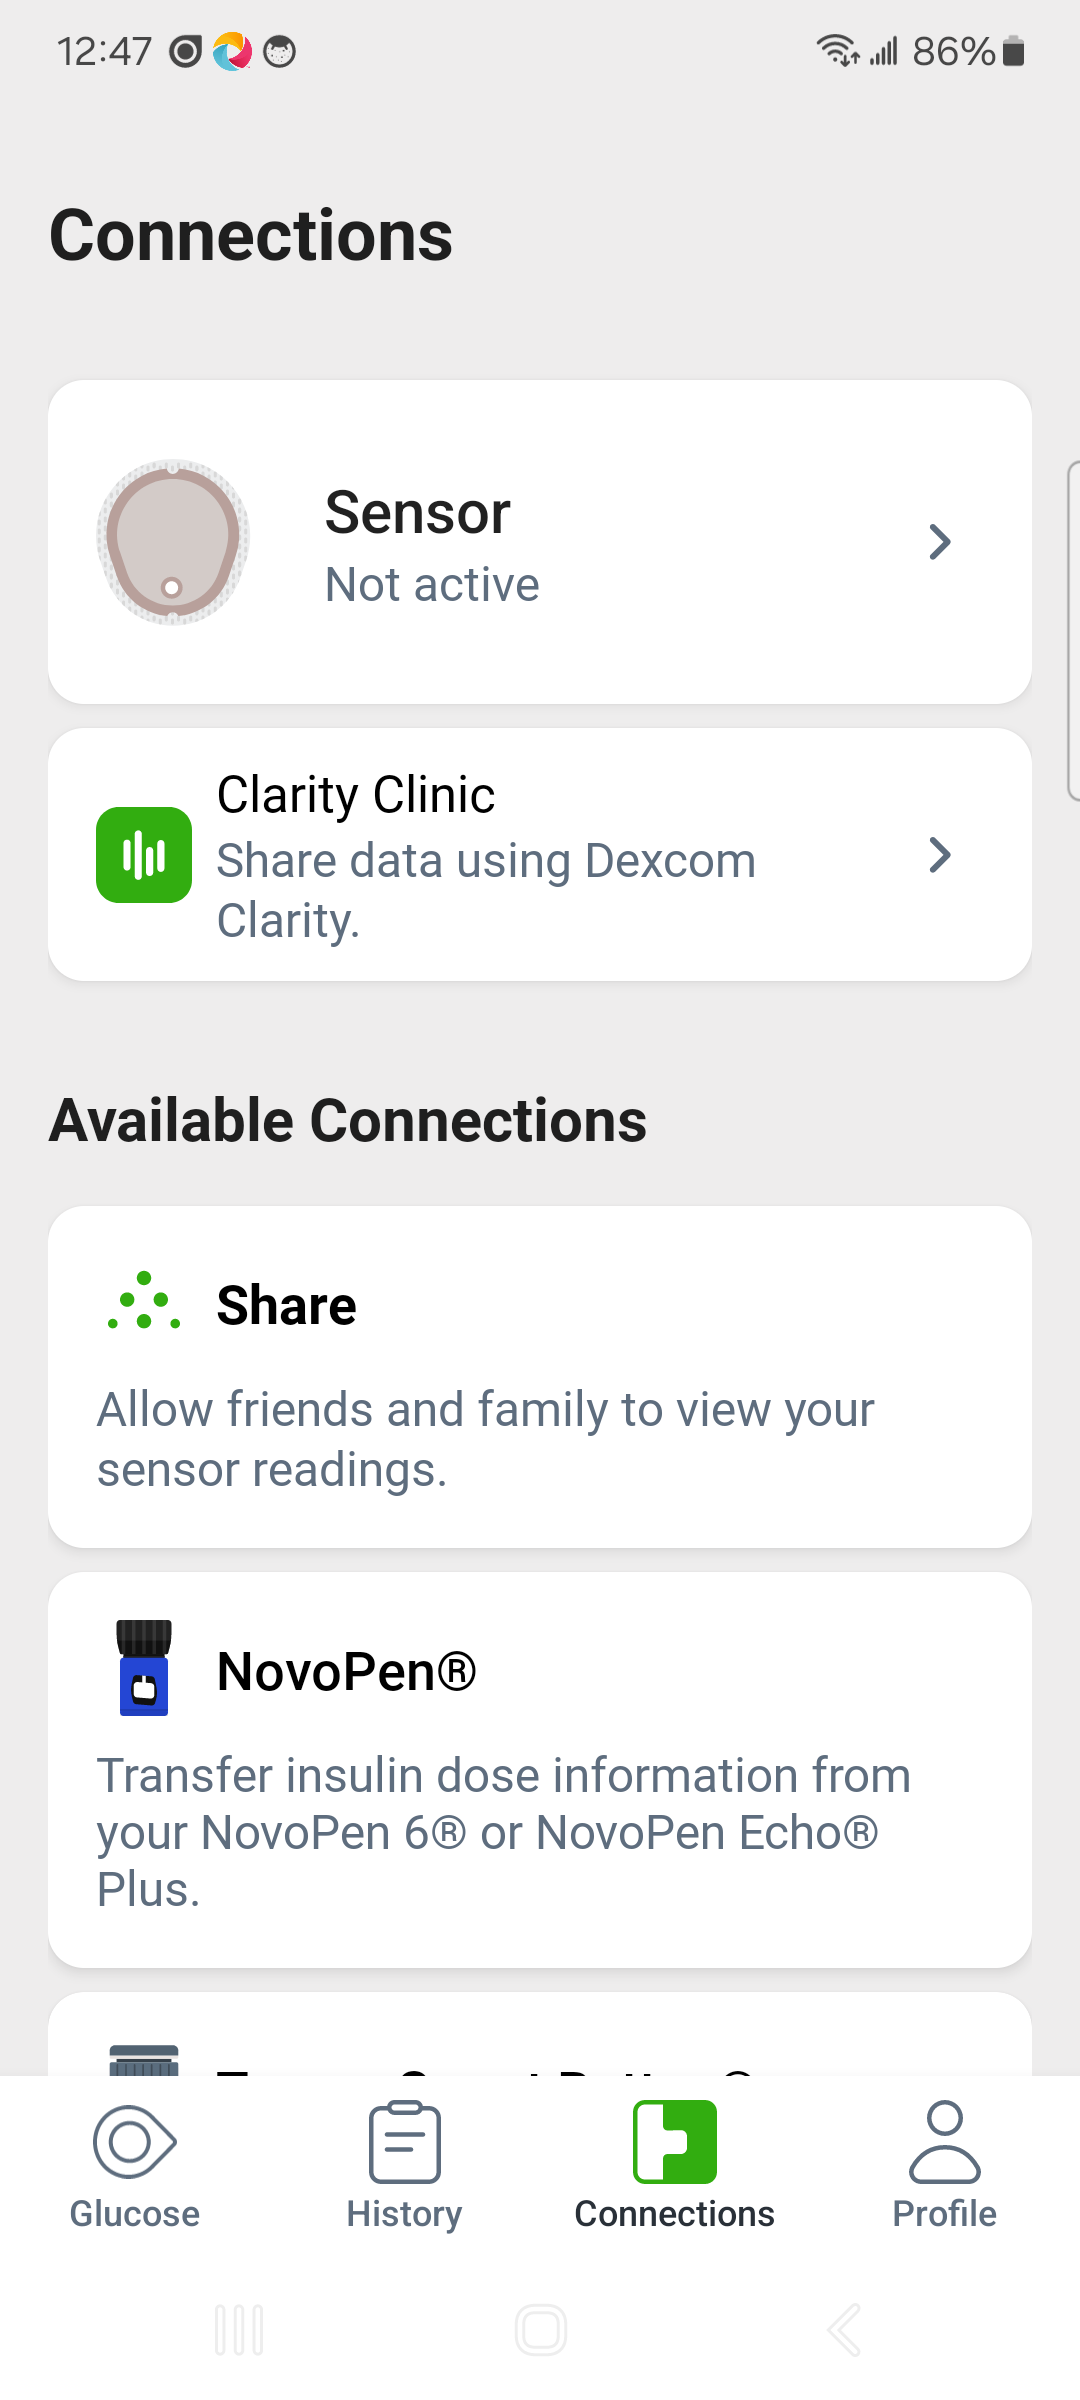 12:47
86%
Connections
Sensor
Not active
Clarity Clinic
Share data using Dexcom
Clarity.
Available Connections
Share
Allow friends and family to view your
sensor readings.
NovoPen®
Transfer insulin dose information from
your NovoPen 6® or NovoPen Echo®
Plus.
Glucose
History
Connections
Profile